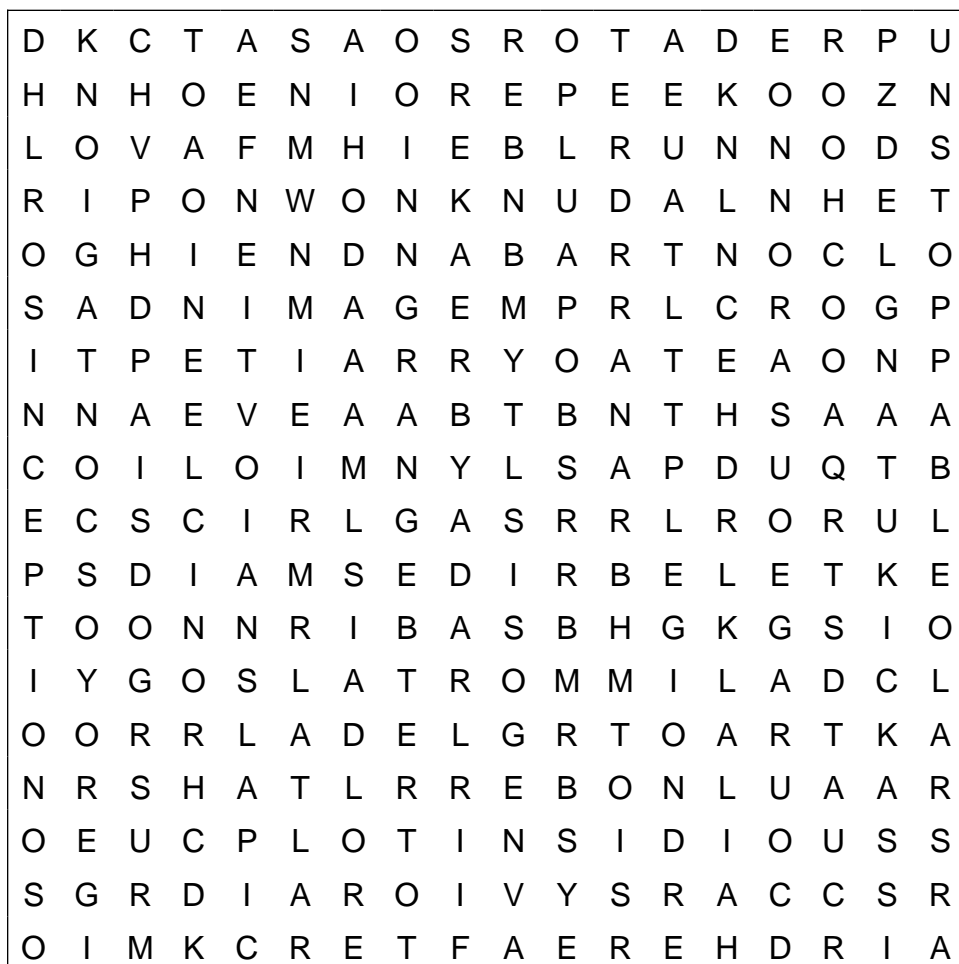 D K C T A S A O S R O T A D E R P U
H N H O E N I O R E P E E K O O Z N
L O V A F M H I E B L R U N N O D S
R I P O N W O N K N U D A L N H E T
O G H I E N D N A B A R T N O C L O
S A D N I M A G E M P R L C R O G P
I T P E T I A R R Y O A T E A O N P
N N A E V E A A B T B N T H S A A A
C O I L O I M N Y L S A P D U Q T B
E C S C I R L G A S R R L R O R U L
P S D I A M S E D I R B E L E T K E
T O O N N R I B A S B H G K G S I O
I Y G O S L A T R O M M I L A D C L
O O R R L A D E L G R T O A R T K A
N R S H A T L R R E B O N L U A A R
O E U C P L O T I N S I D I O U S S
S G R D I A R O I V Y S R A C C S R
O I M K C R E T F A E R E H D R I A